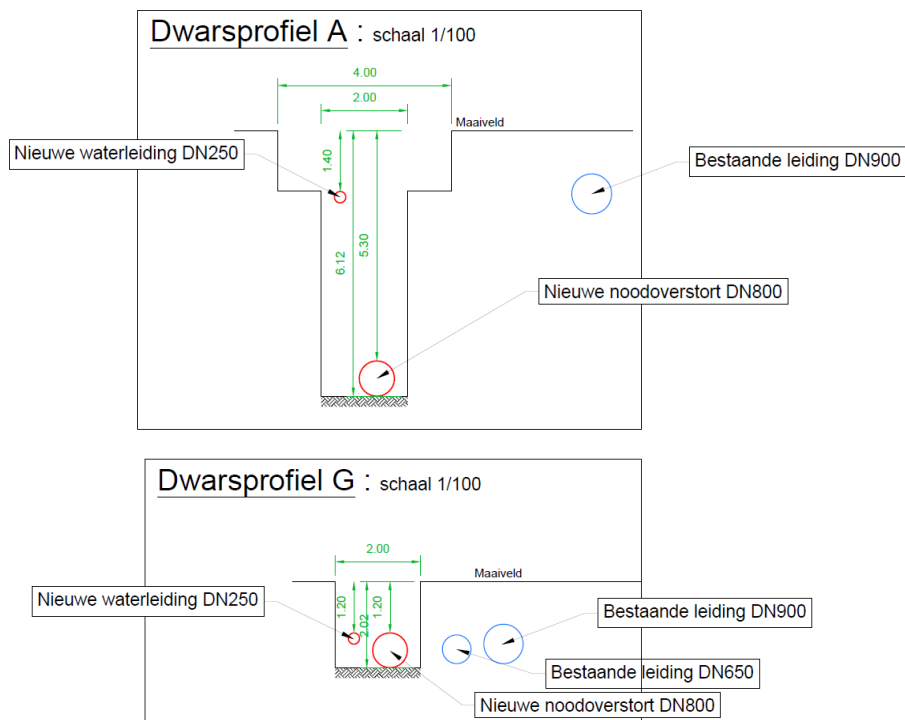 Dwarsprofiel A : schaal 1/100
4.00
2.00
Maaiveld
Nieuwe waterleiding DN250
1.40
Bestaande leiding DN900
5.30
6.12
Nieuwe noodoverstort DN800
Dwarsprofiel G : schaal 1/100
2.00
Maaiveld
Nieuwe waterleiding DN250
1.20
2.02
1.20
Bestaande leiding DN900
Bestaande leiding DN650
Nieuwe noodoverstort DN800